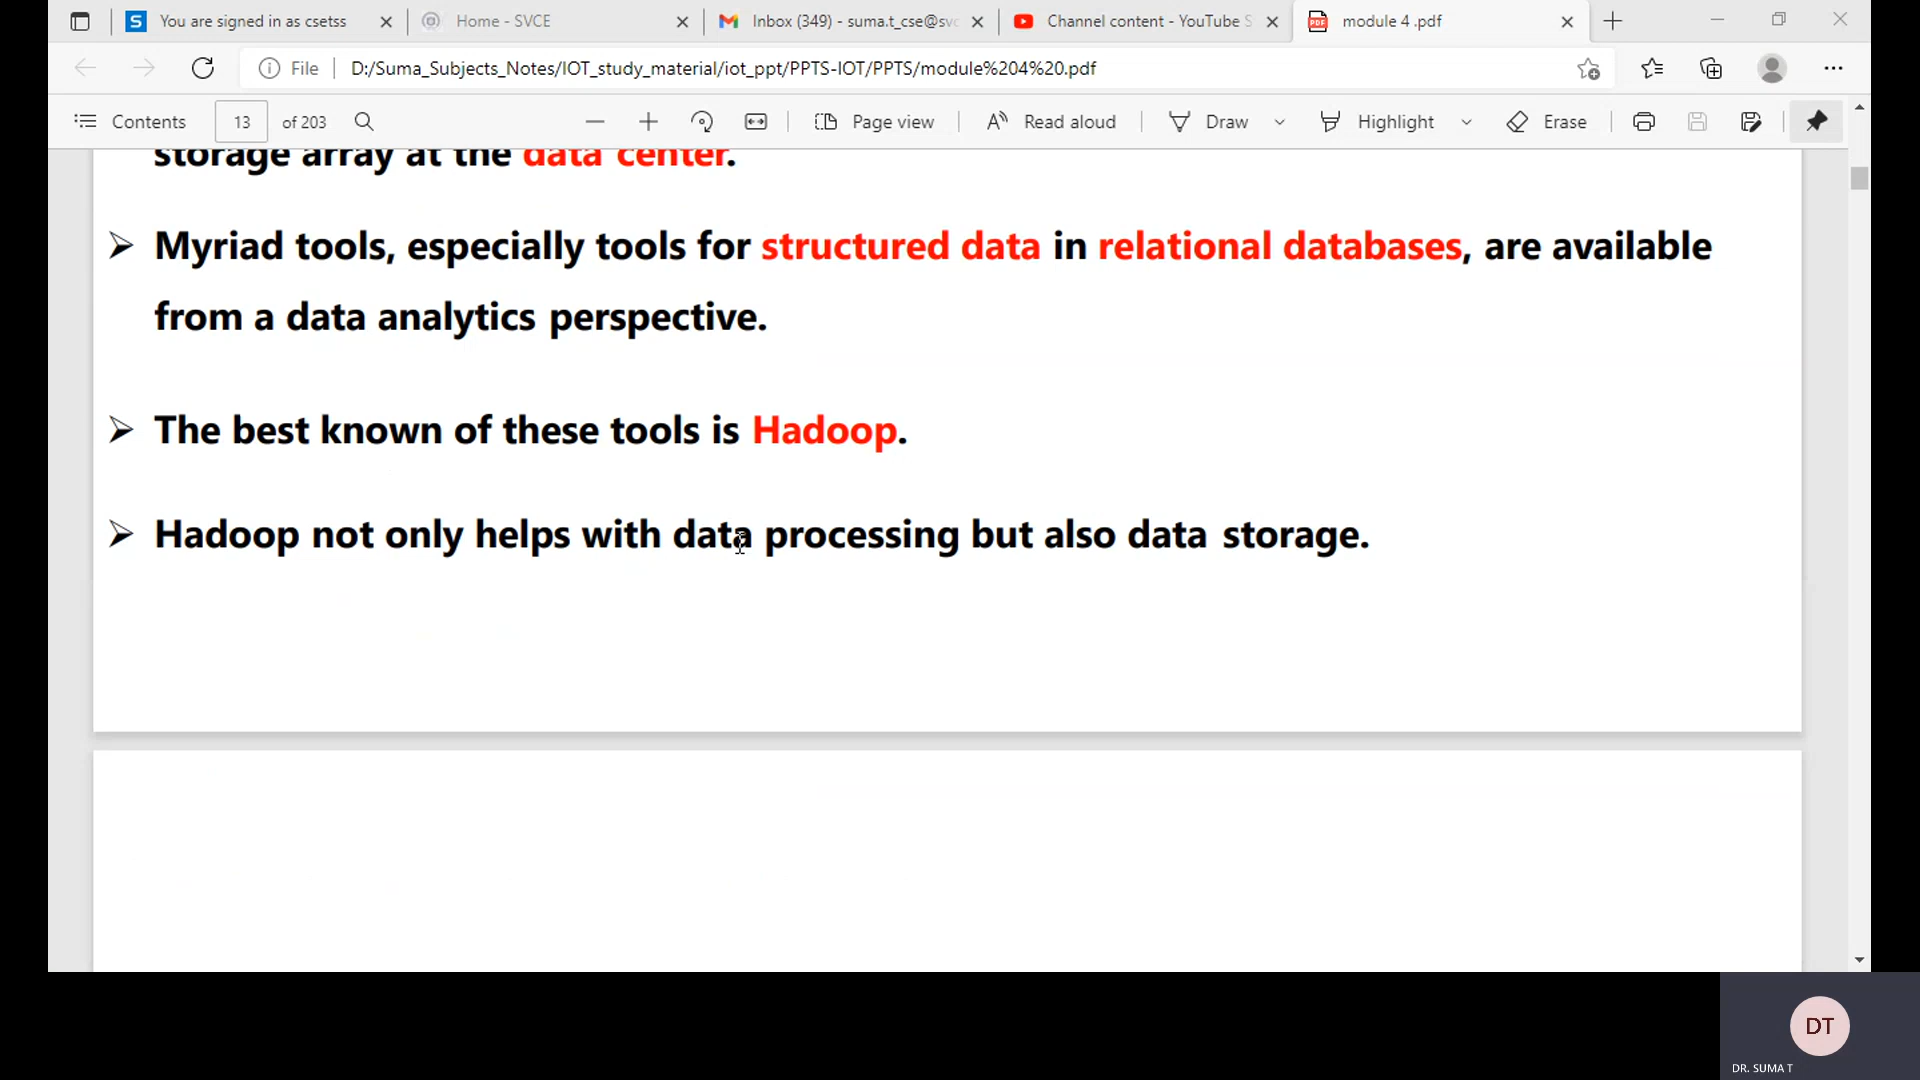 You are signed in as csetss
Home - SVCE
Inbox (349) - suma.t_cse@svc
Channel content - YouTube S
module 4 .pdf
File
D:/Suma_Subjects_Notes/IOT_study_material/iot_ppt/PPTS-IOT/PPTS/module%204%20.pdf
Contents
13 of 203
Page view
Read aloud
Draw
Highlight
Erase
storage array at the data center.
➢ Myriad tools, especially tools for structured data in relational databases, are available
from a data analytics perspective.
➢ The best known of these tools is Hadoop.
➢ Hadoop not only helps with data processing but also data storage.
DT
DR. SUMA T